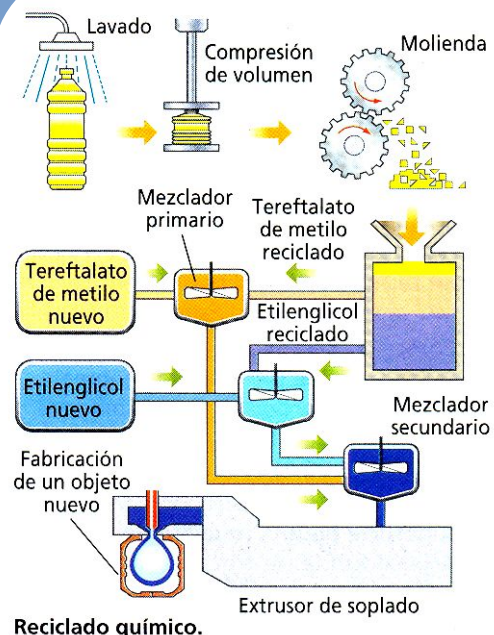 Lavado
Compresión
de volumen
Molienda
Mezclador
primario
Tereftalato
de metilo
reciclado
Tereftalato
de metilo
nuevo
Etilenglicol
reciclado
Etilenglicol
nuevo
Mezclador
secundario
Fabricación
de un objeto
nuevo
Extrusor de soplado
Reciclado químico.